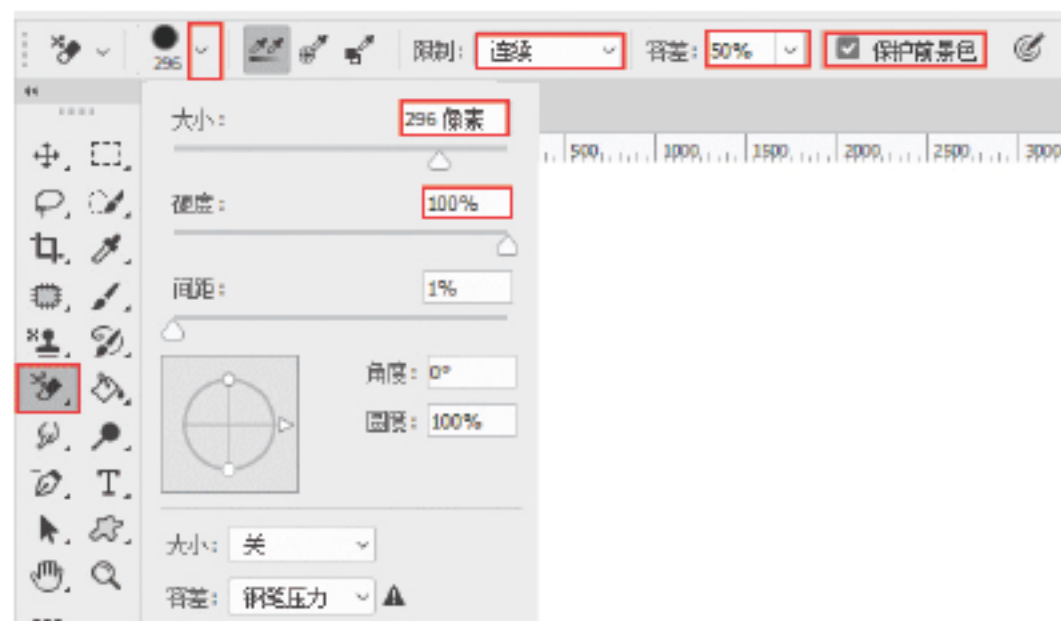 296 限制: 连续 容差: 50% 保护前景色
大小: 296 像素
500 1000 1500 2000 2500 3000
硬度: 100%
间距: 1%
角度: 0°
圆度: 100%
T
大小: 关
容差: 钢笔压力